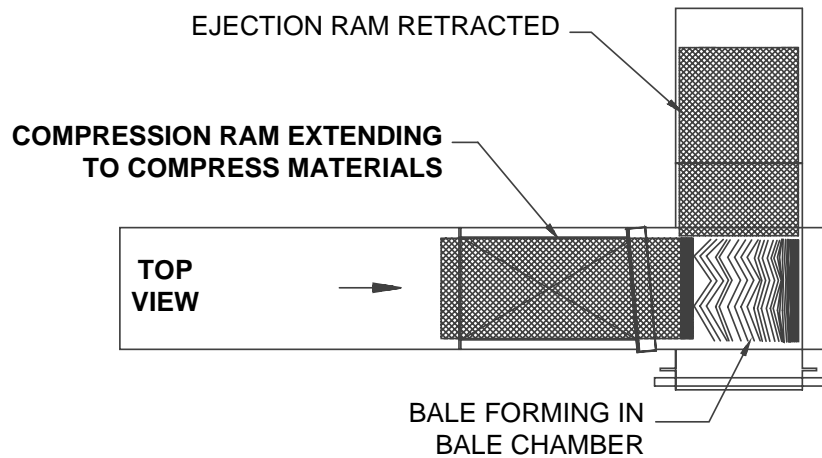 EJECTION RAM RETRACTED
COMPRESSION RAM EXTENDING
TO COMPRESS MATERIALS
TOP
VIEW
BALE FORMING IN
BALE CHAMBER